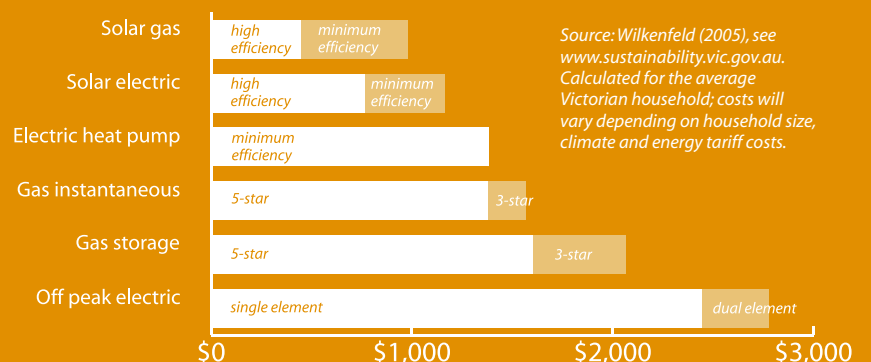 Solar gas
high
efficiency
minimum
efficiency
Solar electric
high
efficiency
minimum
efficiency
Electric heat pump
minimum
efficiency
Gas instantaneous
5-star
3-star
Gas storage
5-star
3-star
Off peak electric
single element
dual element
$0
$1,000
$2,000
$3,000
Source: Wilkenfeld (2005), see
www.sustainability.vic.gov.au.
Calculated for the average
Victorian household; costs will
vary depending on household size,
climate and energy tariff costs.